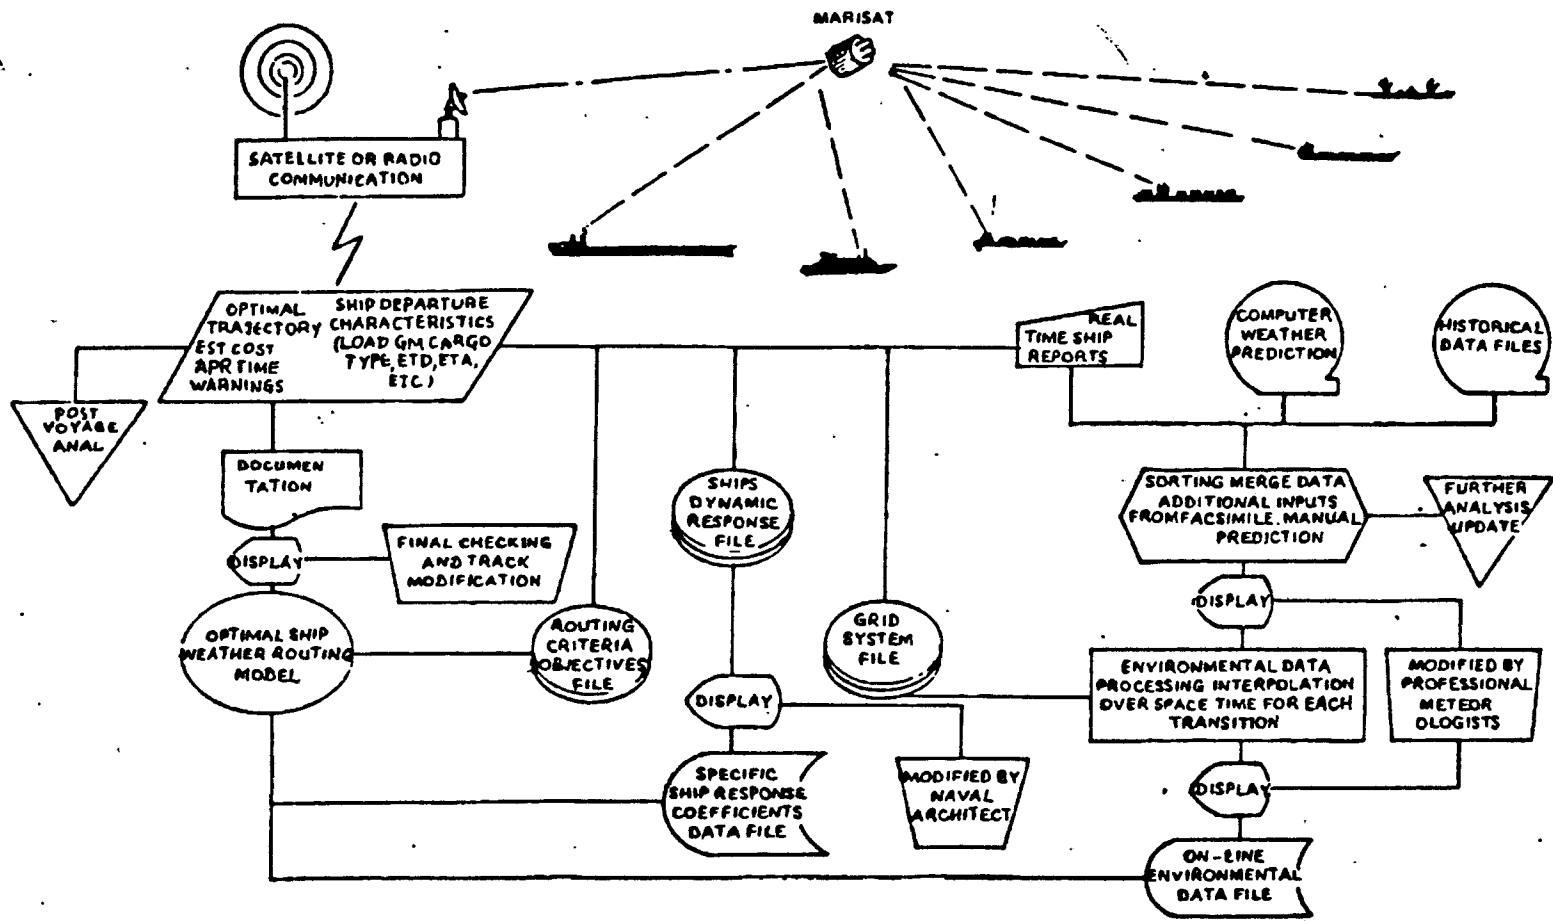 MARISAT
SATELLITE OR RADIO
COMMUNICATION
OPTIMAL
TRAJECTORY
EST COST
APR TIME
WARNINGS
SHIP DEPARTURE
CHARACTERISTICS
(LOAD GM CARGO
TYPE, ETD, ETA,
ETC)
REAL
TIME SHIP
REPORTS
COMPUTER
WEATHER
PREDICTION
HISTORICAL
DATA FILES
POST
VOYAGE
ANAL
DOCUMEN
TATION
DISPLAY
FINAL CHECKING
AND TRACK
MODIFICATION
OPTIMAL SHIP
WEATHER ROUTING
MODEL
ROUTING
CRITERIA
OBJECTIVES
FILE
SHIPS
DYNAMIC
RESPONSE
FILE
GRID
SYSTEM
FILE
SORTING MERGE DATA
ADDITIONAL INPUTS
FROM FACSIMILE. MANUAL
PREDICTION
FURTHER
ANALYSIS
UPDATE
DISPLAY
ENVIRONMENTAL DATA
PROCESSING INTERPOLATION
OVER SPACE TIME FOR EACH
TRANSITION
MODIFIED BY
PROFESSIONAL
METEOR
OLOGISTS
DISPLAY
DISPLAY
SPECIFIC
SHIP RESPONSE
COEFFICIENTS
DATA FILE
MODIFIED BY
NAVAL
ARCHITECT
ON-LINE
ENVIRONMENTAL
DATA FILE